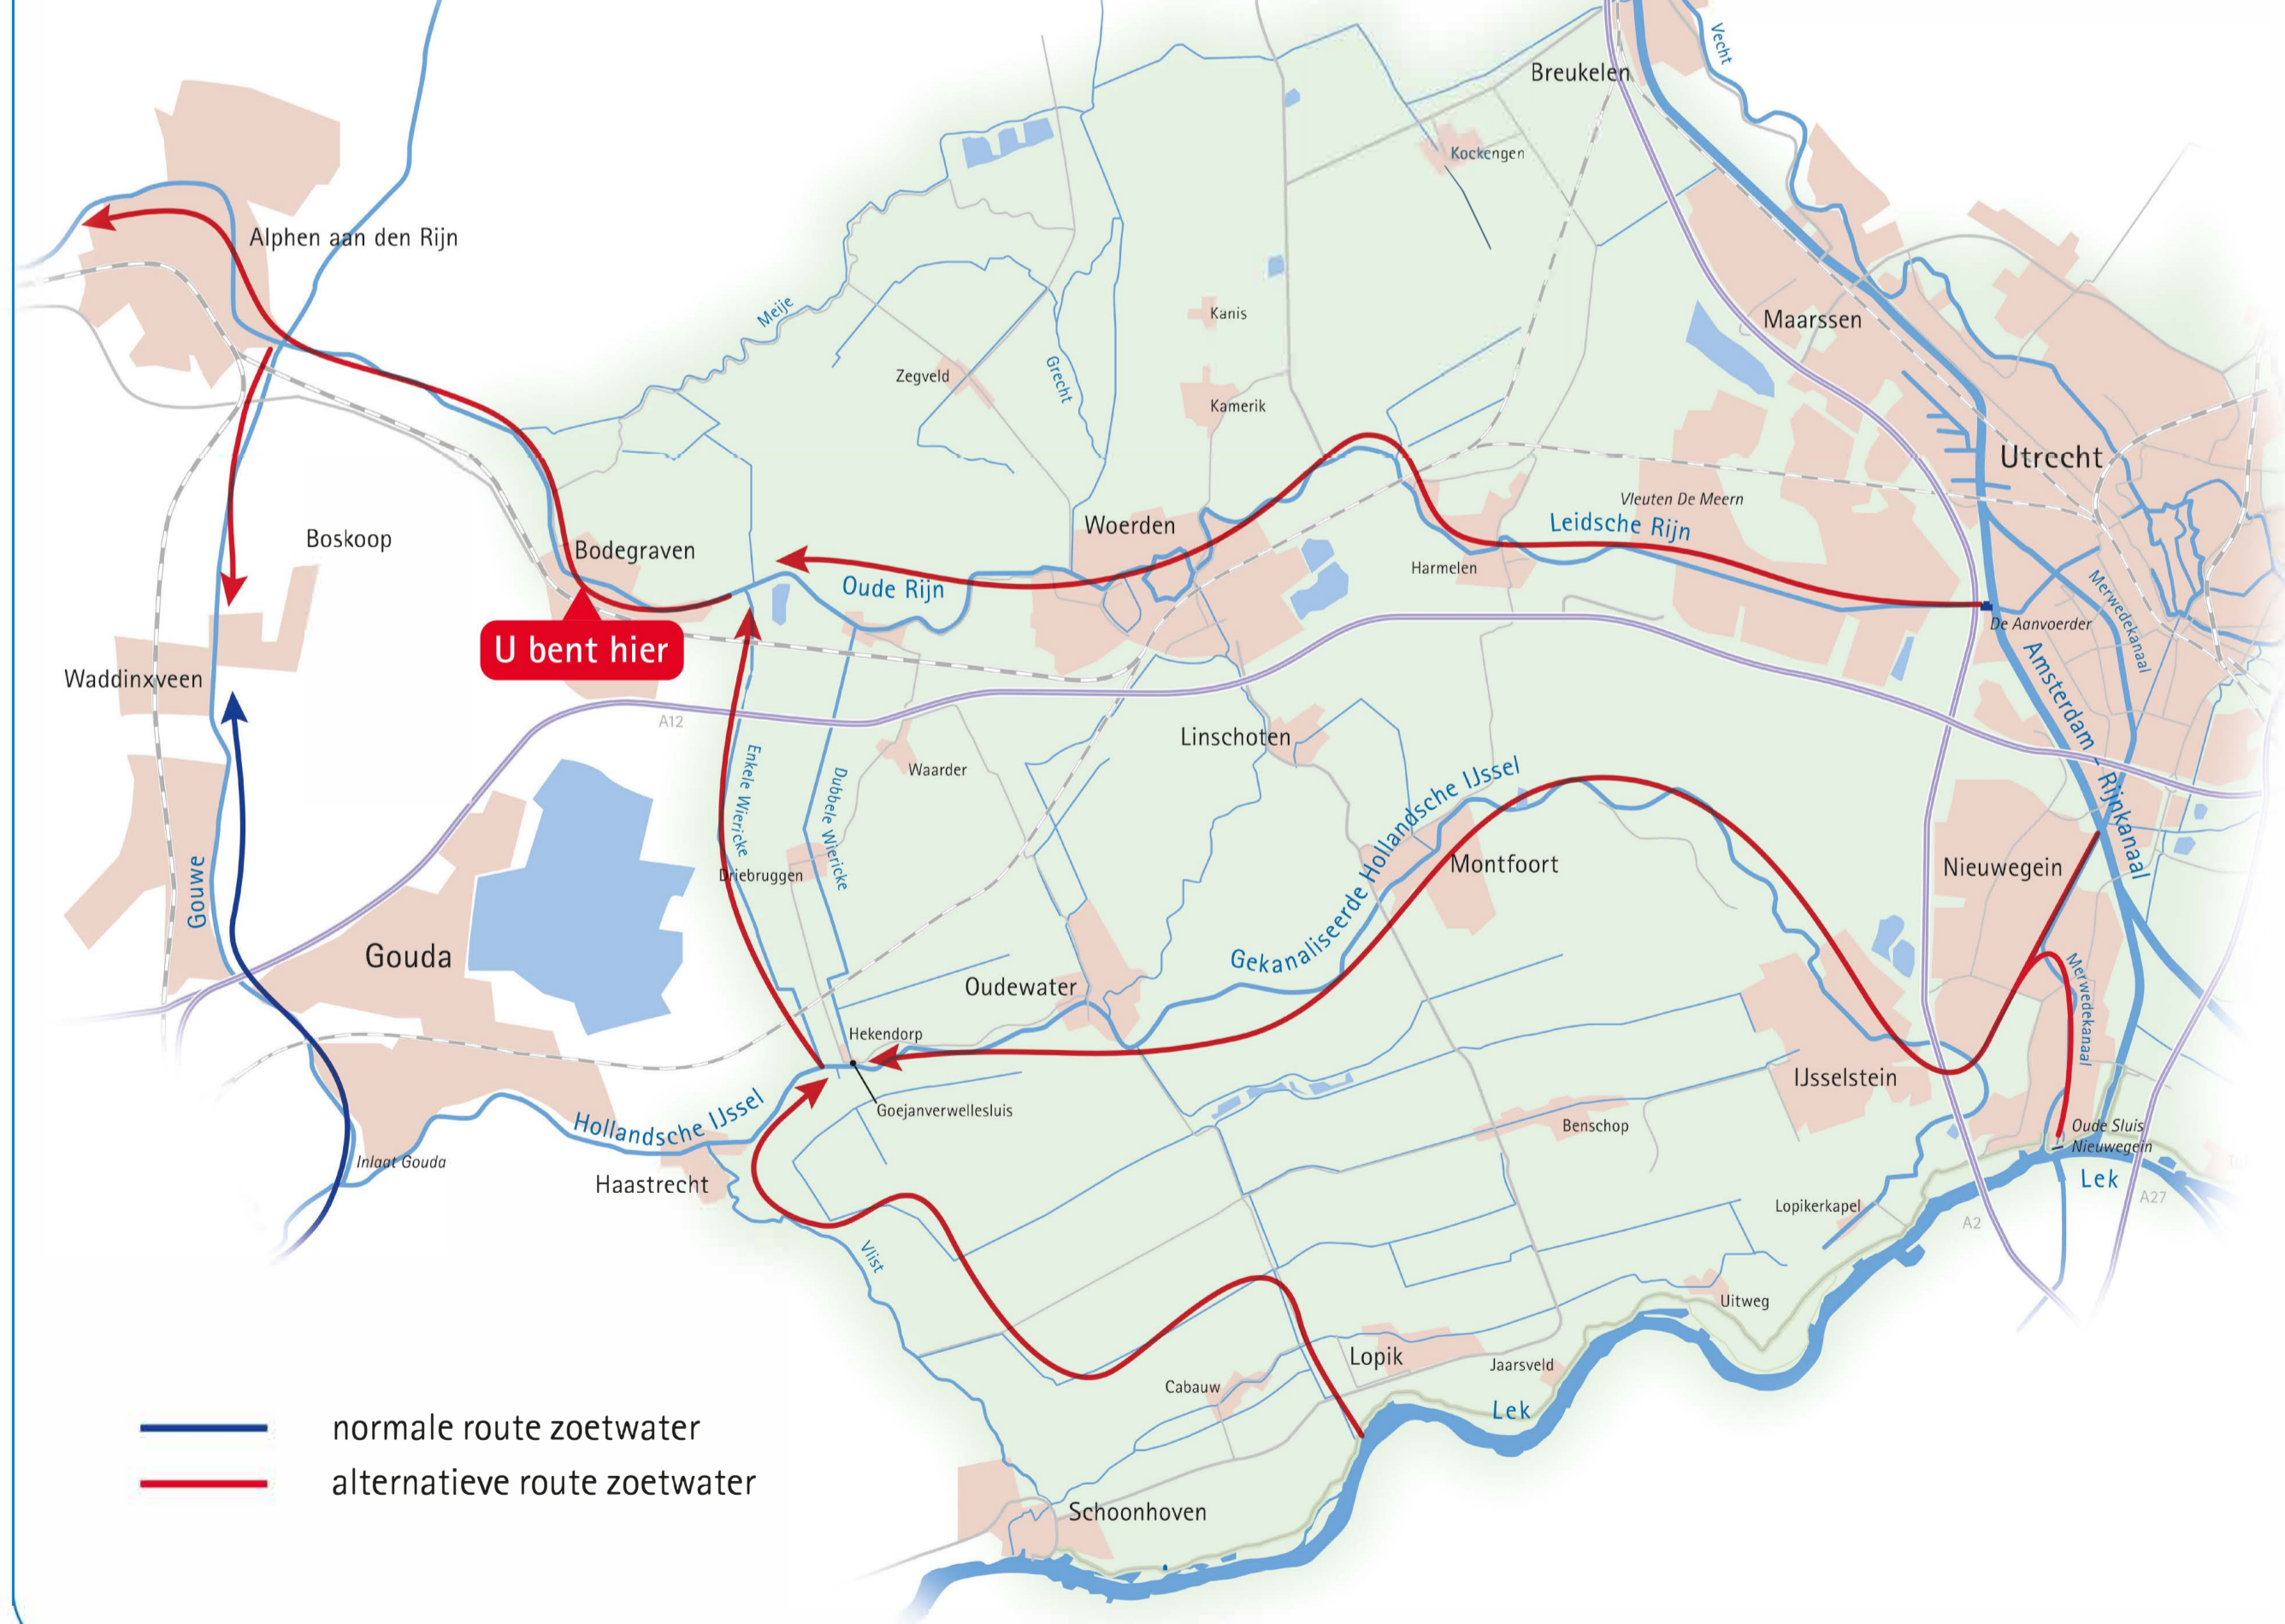 Vecht
Breukelen
Kockengen
Alphen aan den Rijn
Meije
Kanis
Maarssen
Zegveld
Grecht
Kamerik
Utrecht
Vleuten De Meern
Leidsche Rijn
Woerden
Boskoop
Bodegraven
Harmelen
Oude Rijn
Merwedekanaal
De Aanvoerder
U bent hier
Waddinxveen
A12
Linschoten
Amsterdam - Rijnkanaal
Enkele Wiericke
Dubbele Wiericke
Waarder
Gekanaliseerde Hollandsche IJssel
Driebruggen
Montfoort
Nieuwegein
Gouwe
Gouda
Oudewater
Merwedekanaal
Hekendorp
IJsselstein
Goejanverwellesluis
Hollandsche IJssel
Benschop
Oude Sluis
Nieuwegein
Inlaat Gouda
Haastrecht
Lek
A27
Lopikerkapel
A2
Vlist
Uitweg
Lopik
Jaarsveld
Cabauw
Lek
normale route zoetwater
alternatieve route zoetwater
Schoonhoven